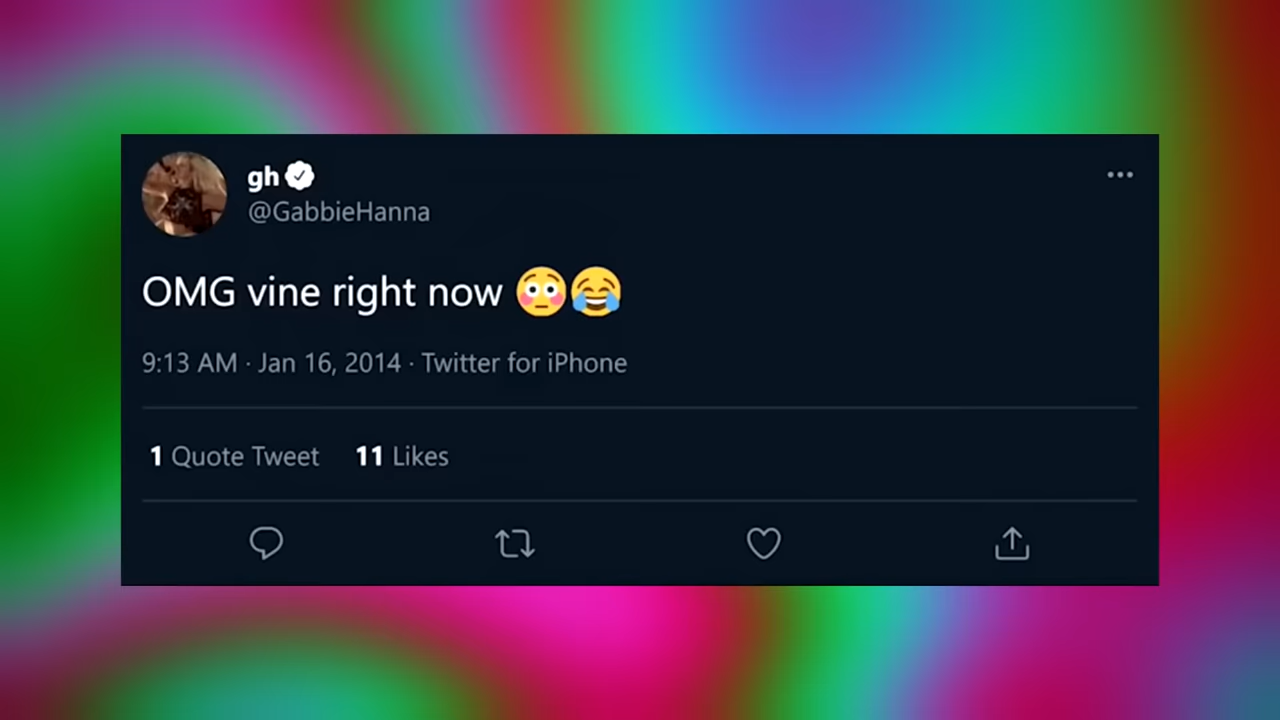 gh
@GabbieHanna
OMG vine right now 😳😂
9:13 AM · Jan 16, 2014 · Twitter for iPhone
1 Quote Tweet 11 Likes